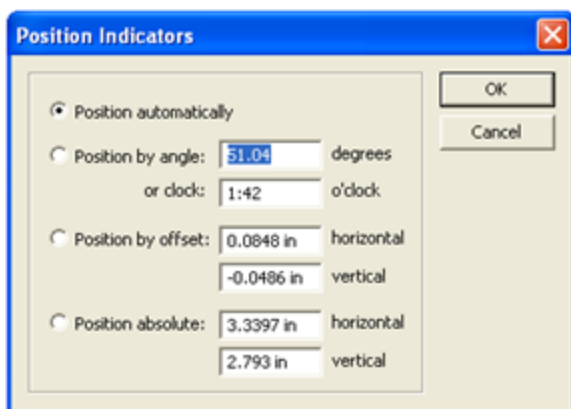 Position Indicators
OK
Cancel
Position automatically
Position by angle: 51.04 degrees
or clock: 1:42 o'clock
Position by offset: 0.0848 in horizontal
-0.0486 in vertical
Position absolute: 3.3397 in horizontal
2.793 in vertical